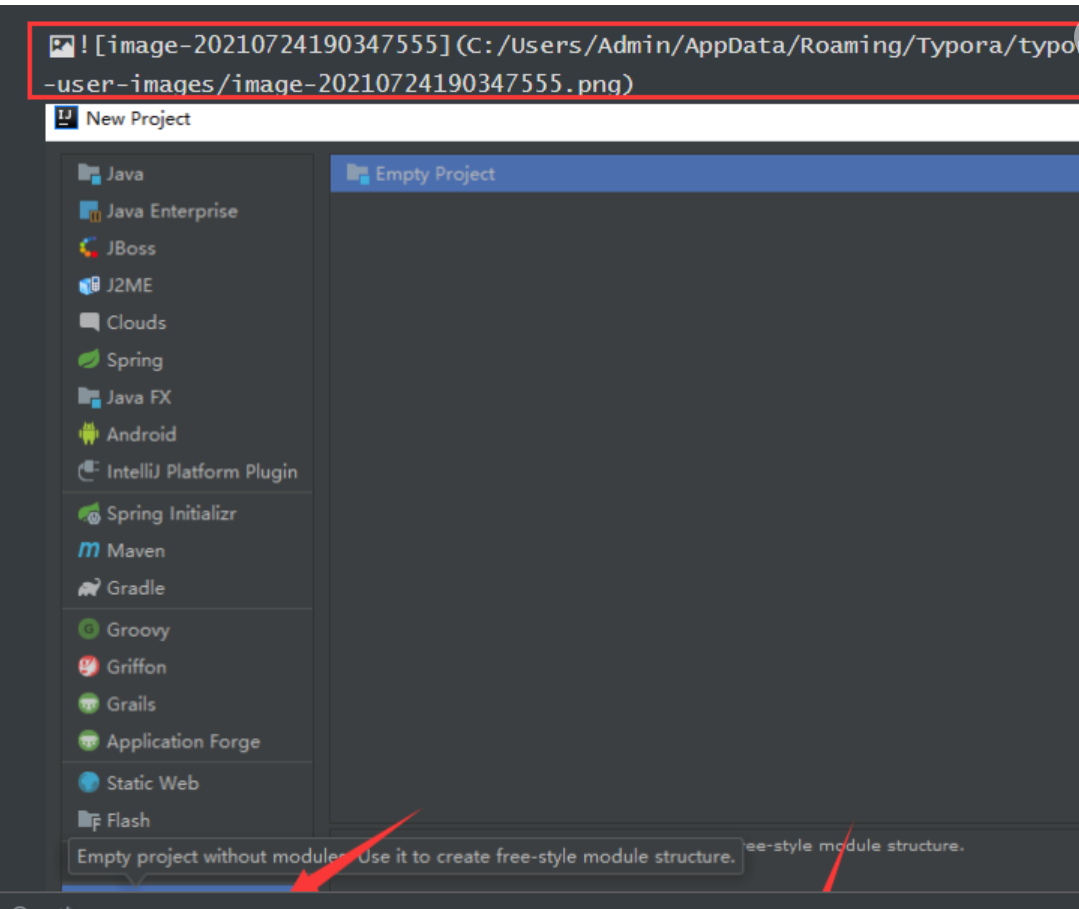 ![image-20210724190347555](C:/Users/Admin/AppData/Roaming/Typora/typo
-user-images/image-20210724190347555.png)
New Project
Java
Empty Project
Java Enterprise
JBoss
J2ME
Clouds
Spring
Java FX
Android
IntelliJ Platform Plugin
Spring Initializr
Maven
Gradle
Groovy
Griffon
Grails
Application Forge
Static Web
Flash
Empty project without modules. Use it to create free-style module structure.
ee-style module structure.